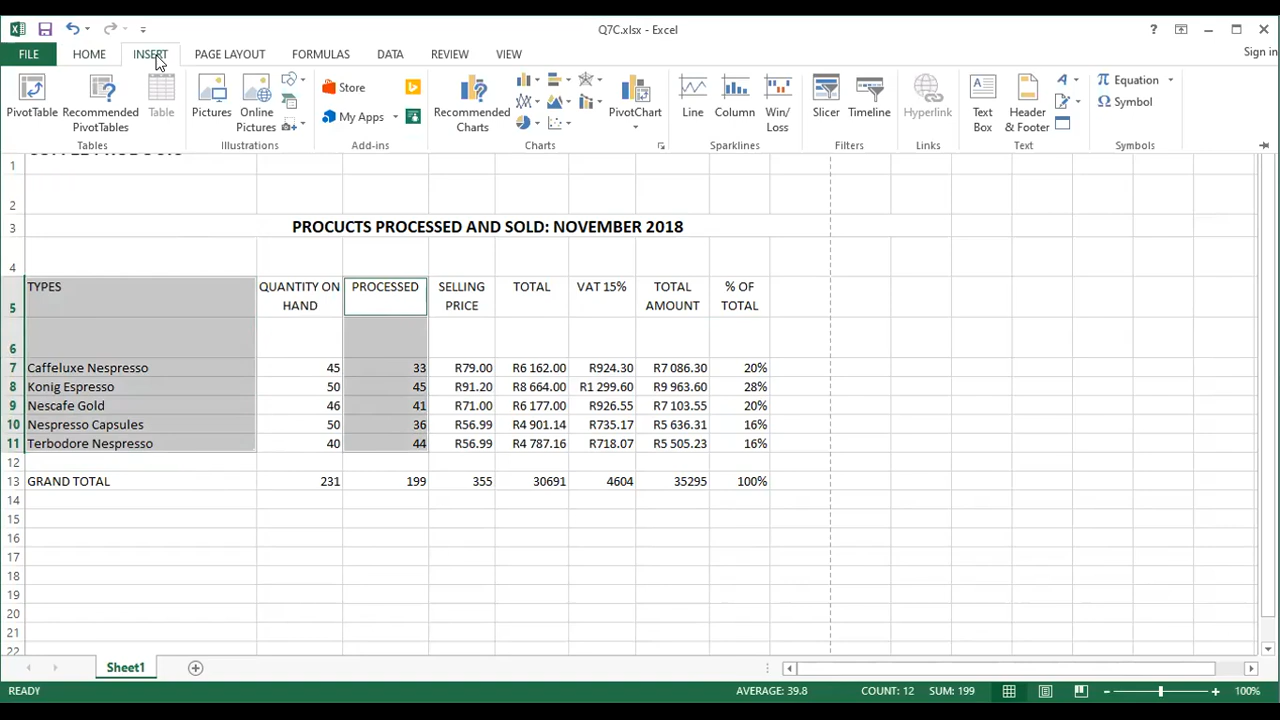 Q7C.xlsx - Excel
?
FILE HOME INSERT PAGE LAYOUT FORMULAS DATA REVIEW VIEW Sign in
PivotTable Recommended PivotTables Table Pictures Online Pictures Store My Apps Recommended Charts PivotChart Line Column Win/Loss Slicer Timeline Hyperlink Text Box Header & Footer Equation Symbol
Tables Illustrations Add-ins Charts Sparklines Filters Links Text Symbols
1
2
3 PROCUCTS PROCESSED AND SOLD: NOVEMBER 2018
4
TYPES QUANTITY ON PROCESSED SELLING TOTAL VAT 15% TOTAL % OF
5 HAND PRICE AMOUNT TOTAL
6
7 Caffeluxe Nespresso 45 33 R79.00 R6 162.00 R924.30 R7 086.30 20%
8 Konig Espresso 50 45 R91.20 R8 664.00 R1 299.60 R9 963.60 28%
9 Nescafe Gold 46 41 R71.00 R6 177.00 R926.55 R7 103.55 20%
10 Nespresso Capsules 50 36 R56.99 R4 901.14 R735.17 R5 636.31 16%
11 Terbodore Nespresso 40 44 R56.99 R4 787.16 R718.07 R5 505.23 16%
12
13 GRAND TOTAL 231 199 355 30691 4604 35295 100%
14
15
16
17
18
19
20
21
22
Sheet1
READY AVERAGE: 39.8 COUNT: 12 SUM: 199 100%